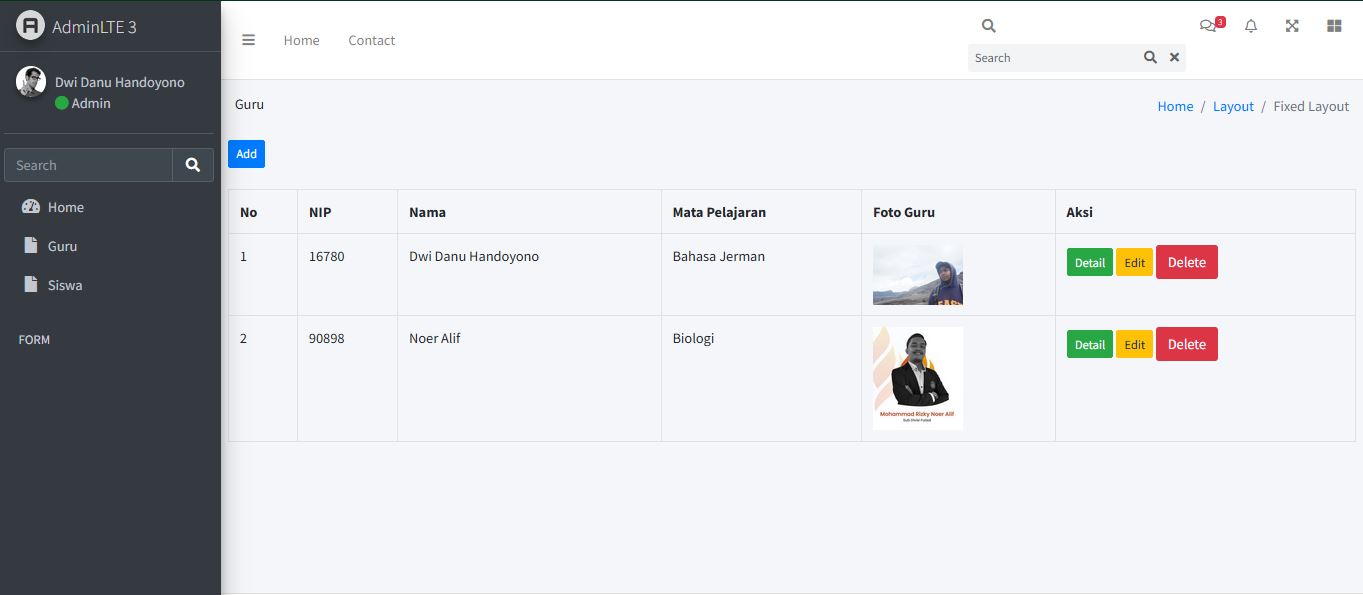 AdminLTE 3
Dwi Danu Handoyono
Admin
Search
Home
Guru
Siswa
FORM
Home
Contact
Search
3
Guru
Home / Layout / Fixed Layout
Add
No NIP Nama Mata Pelajaran Foto Guru Aksi
1 16780 Dwi Danu Handoyono Bahasa Jerman Detail Edit Delete
2 90898 Noer Alif Biologi Detail Edit Delete
Mohammad Rizky Noer Alif